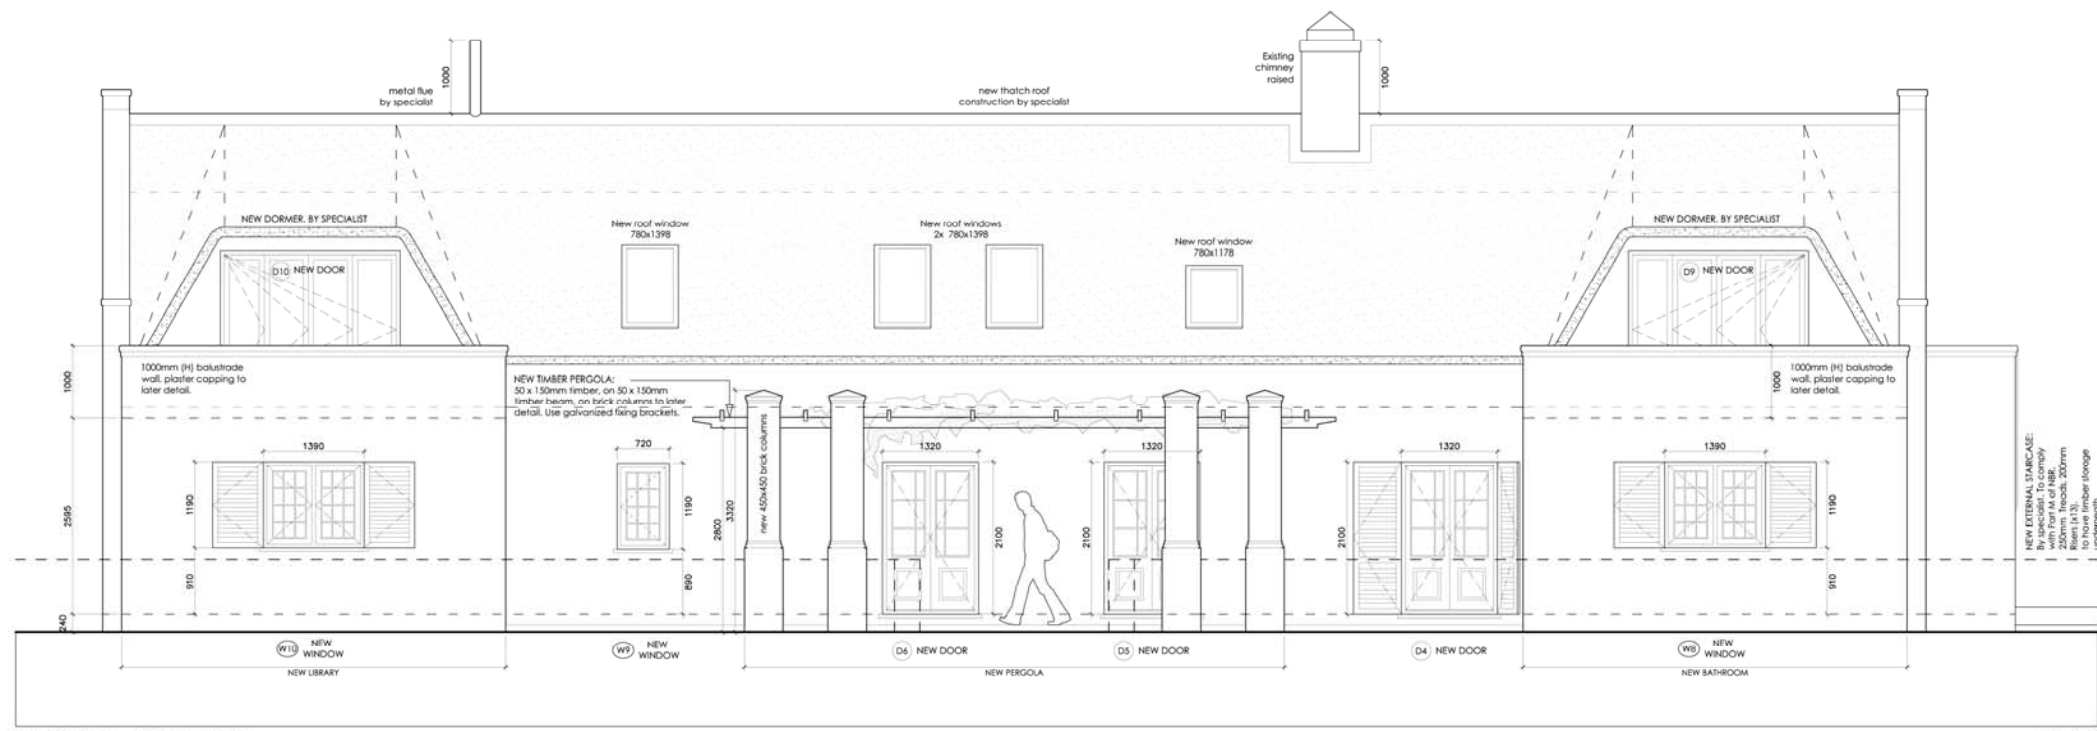 1000
metal flue
by specialist
new thatch roof
construction by specialist
Existing
chimney
raised
1000
NEW DORMER. BY SPECIALIST
D10 NEW DOOR
New roof window
780x1398
New roof windows
2x 780x1398
New roof window
780x1178
NEW DORMER. BY SPECIALIST
D9 NEW DOOR
1000
1000mm (H) balustrade
wall, plaster capping to
later detail.
NEW TIMBER PERGOLA:
50 x 150mm timber, on 50 x 150mm
timber beam, on brick columns to later
detail. Use galvanized fixing brackets.
1000
1000mm (H) balustrade
wall, plaster capping to
later detail.
2595
1390
1190
910
240
720
1190
890
2800
3320
new 450x450 brick columns
1320
2100
1320
2100
1320
2100
1390
1190
910
NEW EXTERNAL STAIRCASE:
By specialist. To comply
with Part M of NBR.
250mm Treads, 200mm
Risers (x13).
to have timber storage
W10 NEW
WINDOW
W9 NEW
WINDOW
D6 NEW DOOR
D5 NEW DOOR
D4 NEW DOOR
W8 NEW
WINDOW
NEW LIBRARY
NEW PERGOLA
NEW BATHROOM